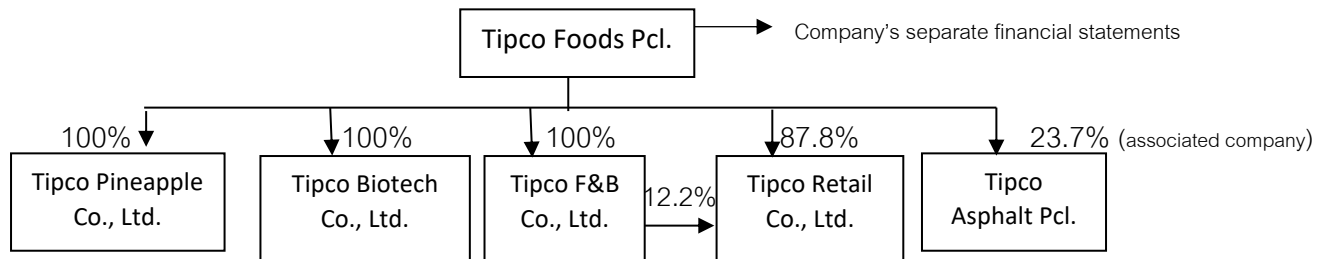 Tipco Foods Pcl.
Company's separate financial statements
100%
100%
100%
87.8%
23.7% (associated company)
Tipco Pineapple
Co., Ltd.
Tipco Biotech
Co., Ltd.
Tipco F&B
Co., Ltd.
12.2%
Tipco Retail
Co., Ltd.
Tipco
Asphalt Pcl.